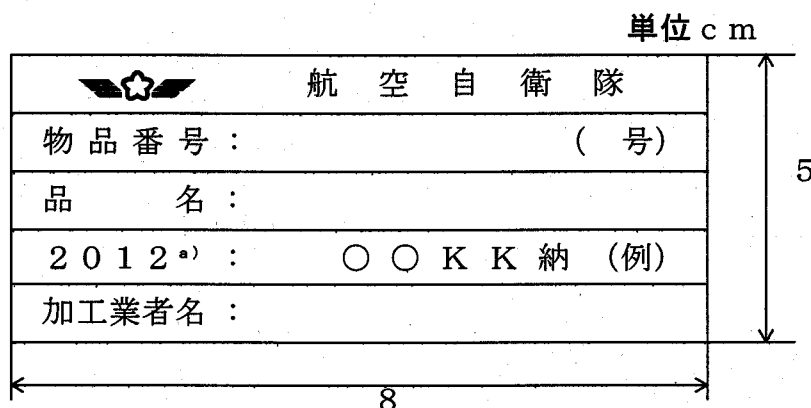 単位cm
航空自衛隊
物品番号： （ 号）
品 名：
2012ᵃ⁾： ○○KK納（例）
加工業者名：
5
8